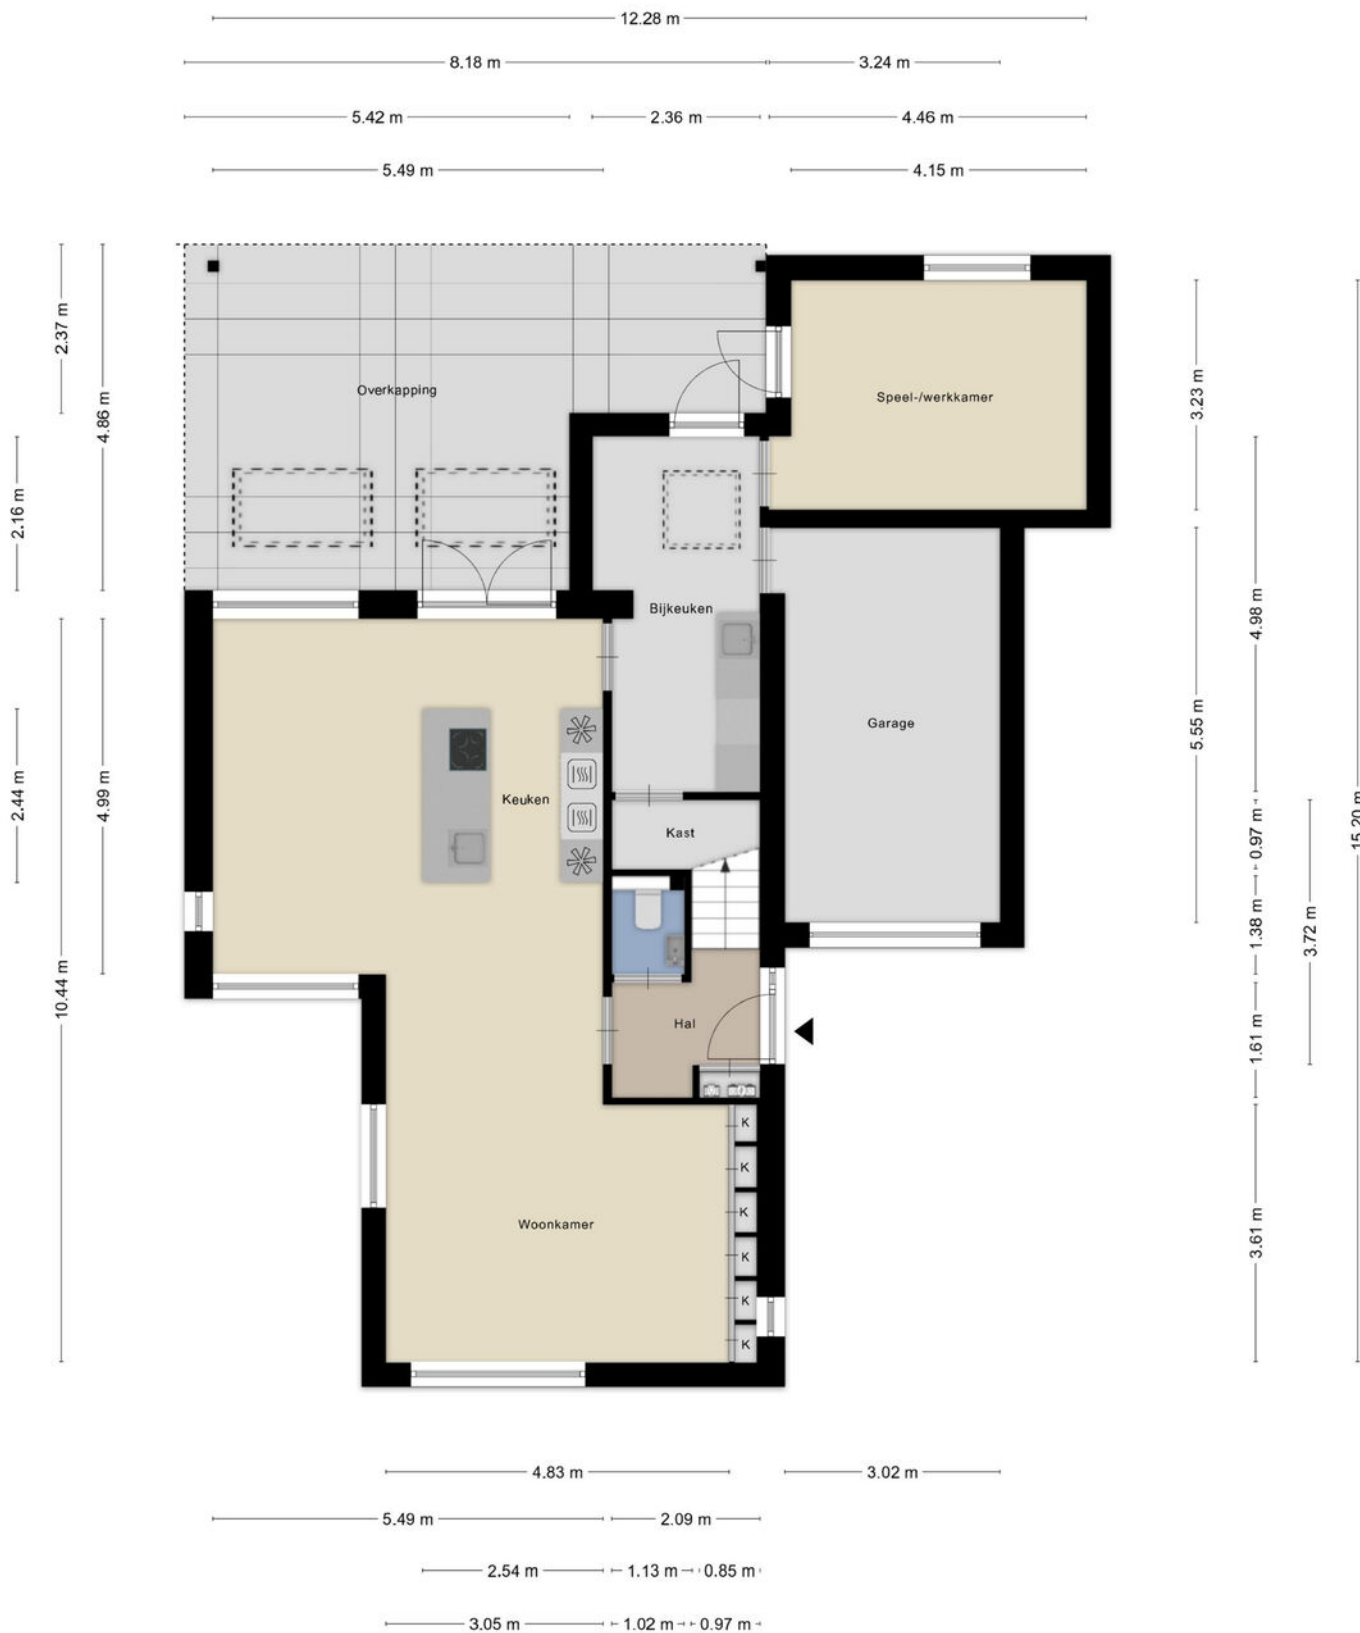 12.28 m
8.18 m
3.24 m
5.42 m
2.36 m
4.46 m
5.49 m
4.15 m
2.37 m
4.86 m
2.16 m
2.44 m
4.99 m
10.44 m
Overkapping
Speel-/werkkamer
Bijkeuken
Garage
Keuken
Kast
Hal
Woonkamer
K
K
K
K
K
K
3.23 m
5.55 m
4.98 m
0.97 m
1.38 m
1.61 m
3.61 m
3.72 m
15.20 m
4.83 m
3.02 m
5.49 m
2.09 m
2.54 m
1.13 m
0.85 m
3.05 m
1.02 m
0.97 m